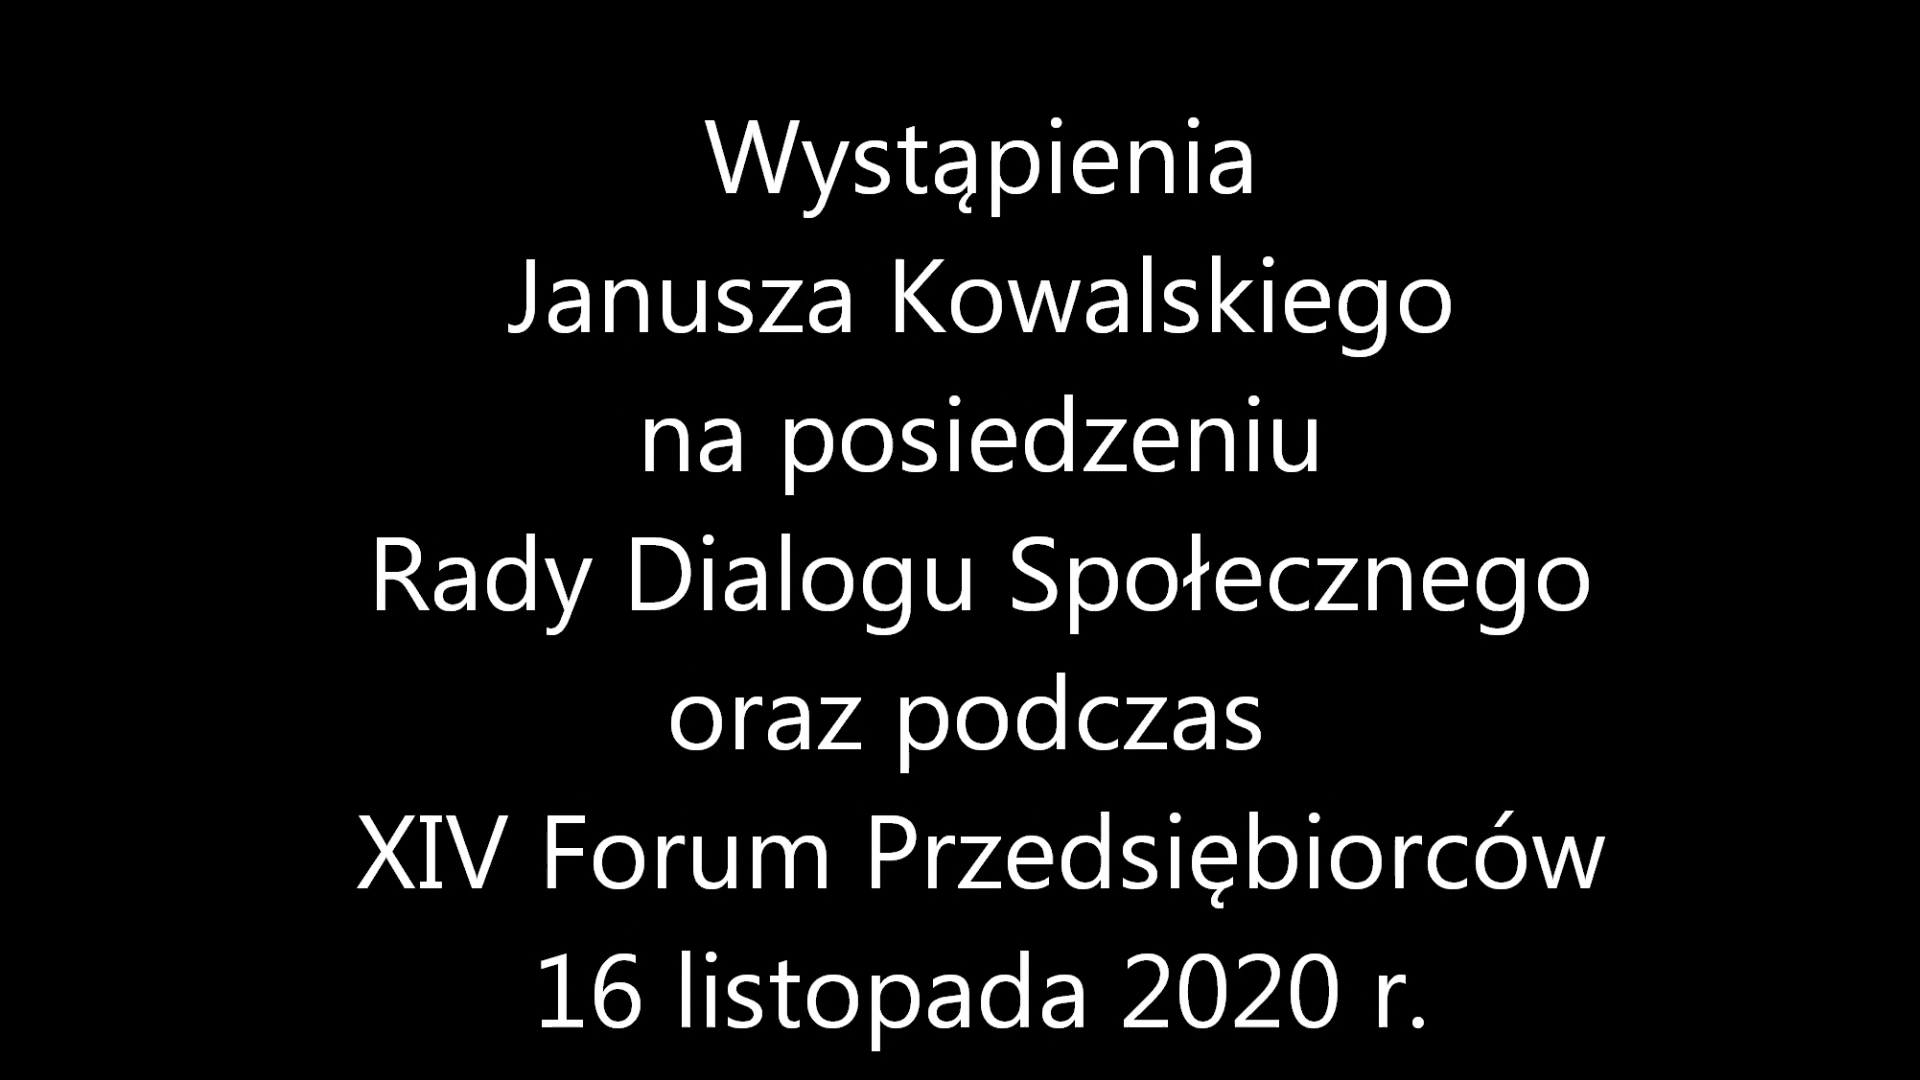 Wystąpienia
Janusza Kowalskiego
na posiedzeniu
Rady Dialogu Społecznego
oraz podczas
XIV Forum Przedsiębiorców
16 listopada 2020 r.